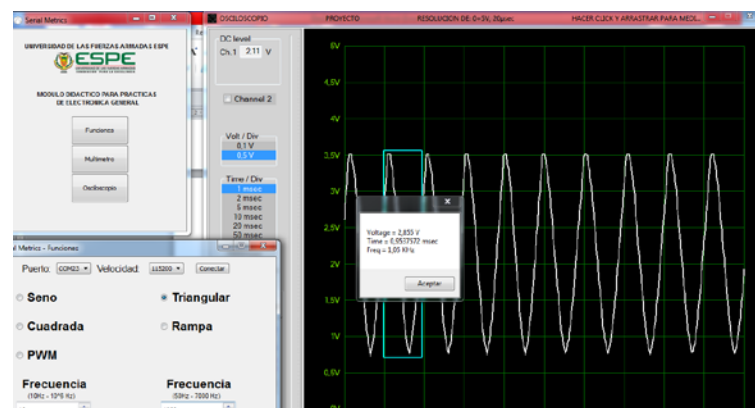 Serial Metrics
UNIVERSIDAD DE LAS FUERZAS ARMADAS ESPE
ESPE
MODULO DIDACTICO PARA PRACTICAS
DE ELECTRONICA GENERAL
Funciones
Multimetro
Osciloscopio
OSCILOSCOPIO
PROYECTO
RESOLUCION DE: 0+5V, 20µsec
HACER CLICK Y ARRASTRAR PARA MEDI...
DC level
Ch.1 2.11 V
Channel 2
Volt / Div
0,1 V
0,5 V
Time / Div
1 msec
2 msec
5 msec
10 msec
20 msec
50 msec
5V
4,5V
4V
3,5V
3V
2,5V
2V
1,5V
1V
0,5V
0V
Voltage = 2,855 V
Time = 0,9537572 msec
Freq = 1,05 KHz
Aceptar
al Metrics - Funciones
Puerto: COM23 Velocidad: 115200 Conectar
Seno
Triangular
Cuadrada
Rampa
PWM
Frecuencia
(10Hz - 10^6 Hz)
Frecuencia
(50Hz - 7000 Hz)